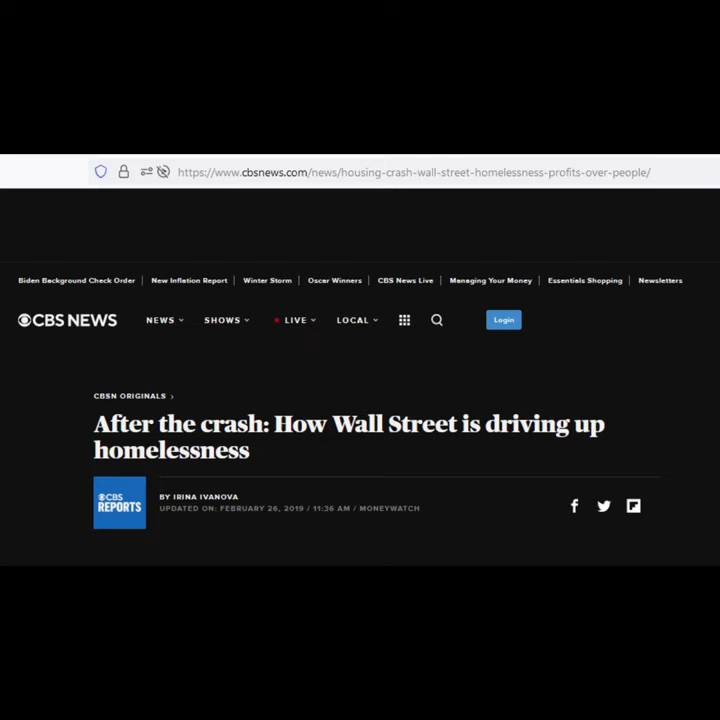 https://www.cbsnews.com/news/housing-crash-wall-street-homelessness-profits-over-people/
Biden Background Check Order | New Inflation Report | Winter Storm | Oscar Winners | CBS News Live | Managing Your Money | Essentials Shopping | Newsletters
CBS NEWS NEWS SHOWS LIVE LOCAL Login
CBSN ORIGINALS ›
After the crash: How Wall Street is driving up
homelessness
CBS
REPORTS
BY IRINA IVANOVA
UPDATED ON: FEBRUARY 26, 2019 / 11:36 AM / MONEYWATCH